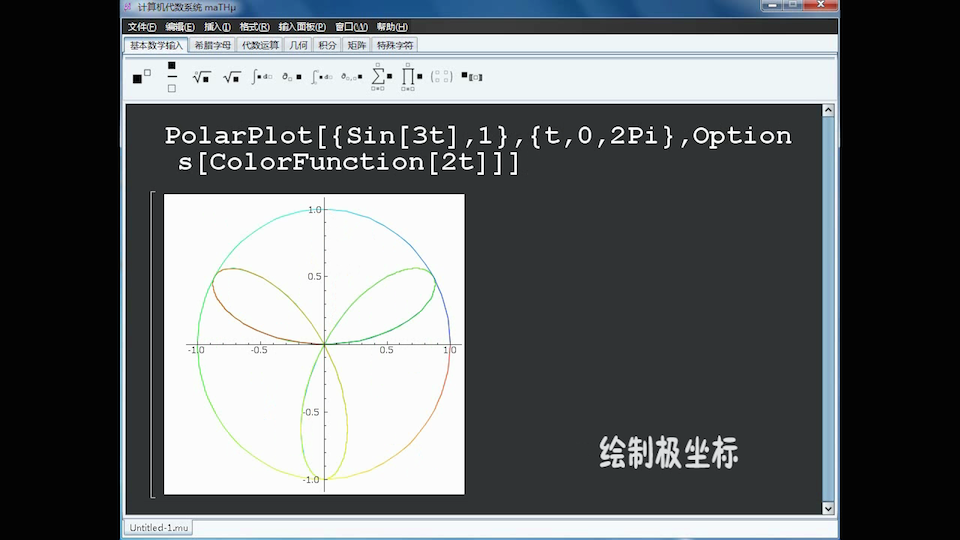 计算机代数系统 maTHμ
文件(F) 编辑(E) 插入(I) 格式(R) 输入面板(P) 窗口(W) 帮助(H)
基本数学输入 希腊字母 代数运算 几何 积分 矩阵 特殊字符
PolarPlot[{Sin[3t],1},{t,0,2Pi},Option
s[ColorFunction[2t]]]
1.0
0.5
-1.0 -0.5 0.5 1.0
-0.5
-1.0
绘制极坐标
Untitled-1.mu